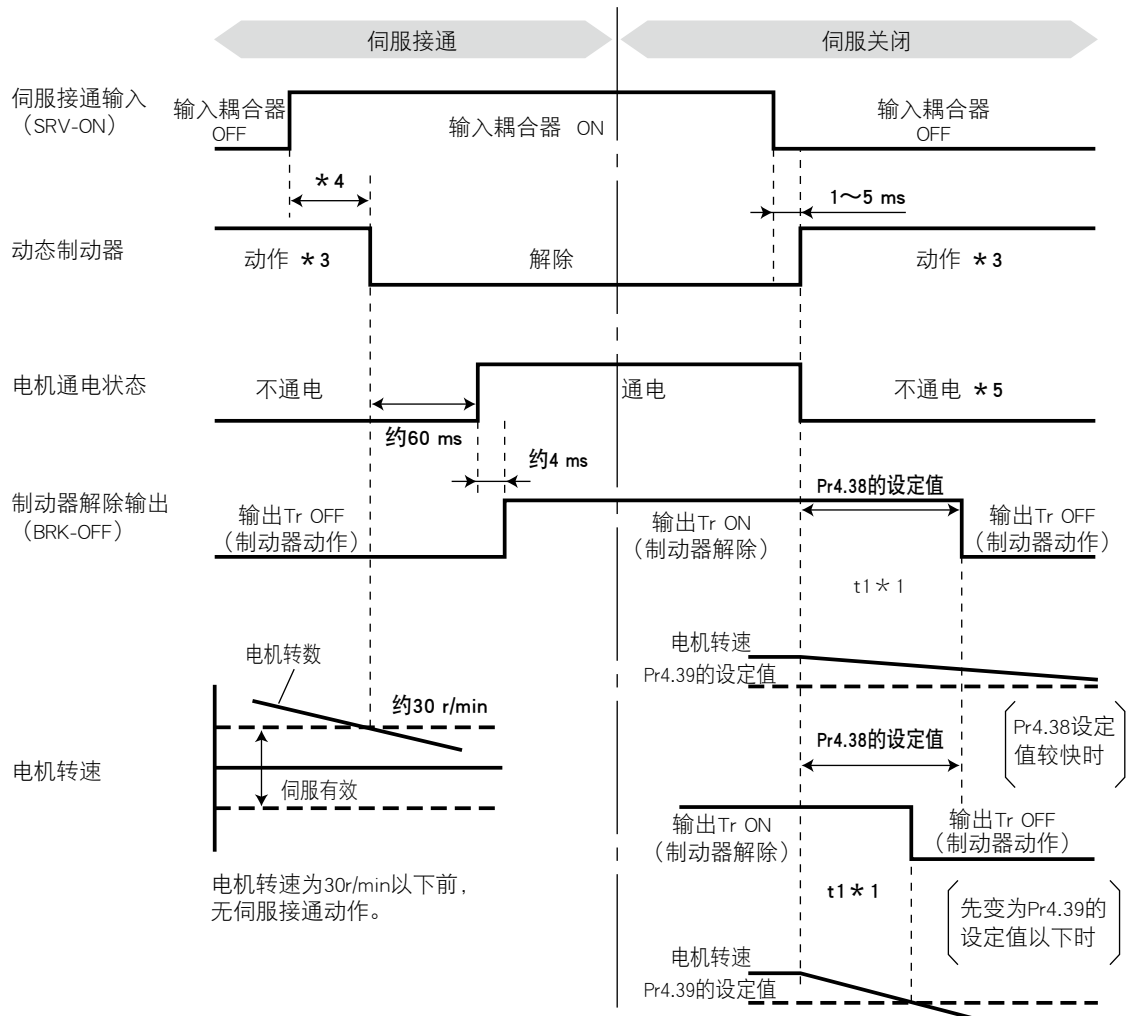 伺服接通
伺服关闭
伺服接通输入
（SRV-ON）
输入耦合器
OFF
输入耦合器 ON
输入耦合器
OFF
＊4
1～5 ms
动态制动器
动作 ＊3
解除
动作 ＊3
电机通电状态
不通电
通电
不通电 ＊5
约60 ms
约4 ms
制动器解除输出
（BRK-OFF）
输出Tr OFF
（制动器动作）
输出Tr ON
（制动器解除）
Pr4.38的设定值
输出Tr OFF
（制动器动作）
t1＊1
电机转速
Pr4.39的设定值
Pr4.38设定
值较快时
电机转速
电机转数
约30 r/min
伺服有效
电机转速为30r/min以下前，
无伺服接通动作。
Pr4.38的设定值
输出Tr ON
（制动器解除）
输出Tr OFF
（制动器动作）
t1＊1
先变为Pr4.39的
设定值以下时
电机转速
Pr4.39的设定值